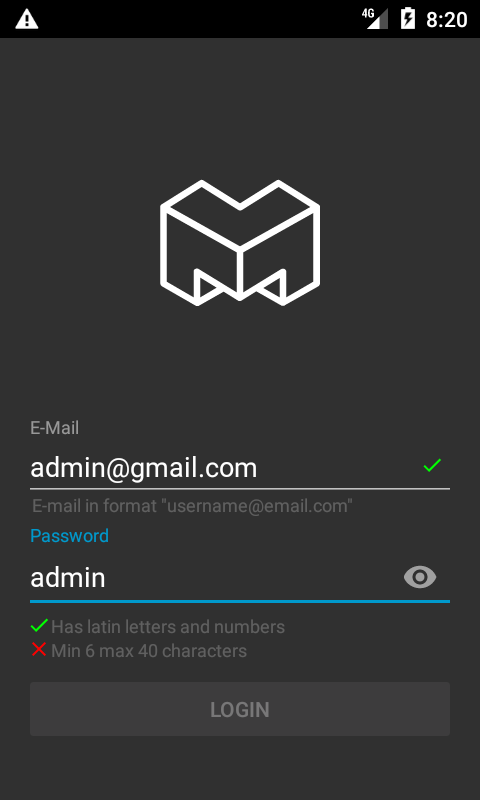 4G 8:20
E-Mail
admin@gmail.com
E-mail in format "username@email.com"
Password
admin
Has latin letters and numbers
Min 6 max 40 characters
LOGIN